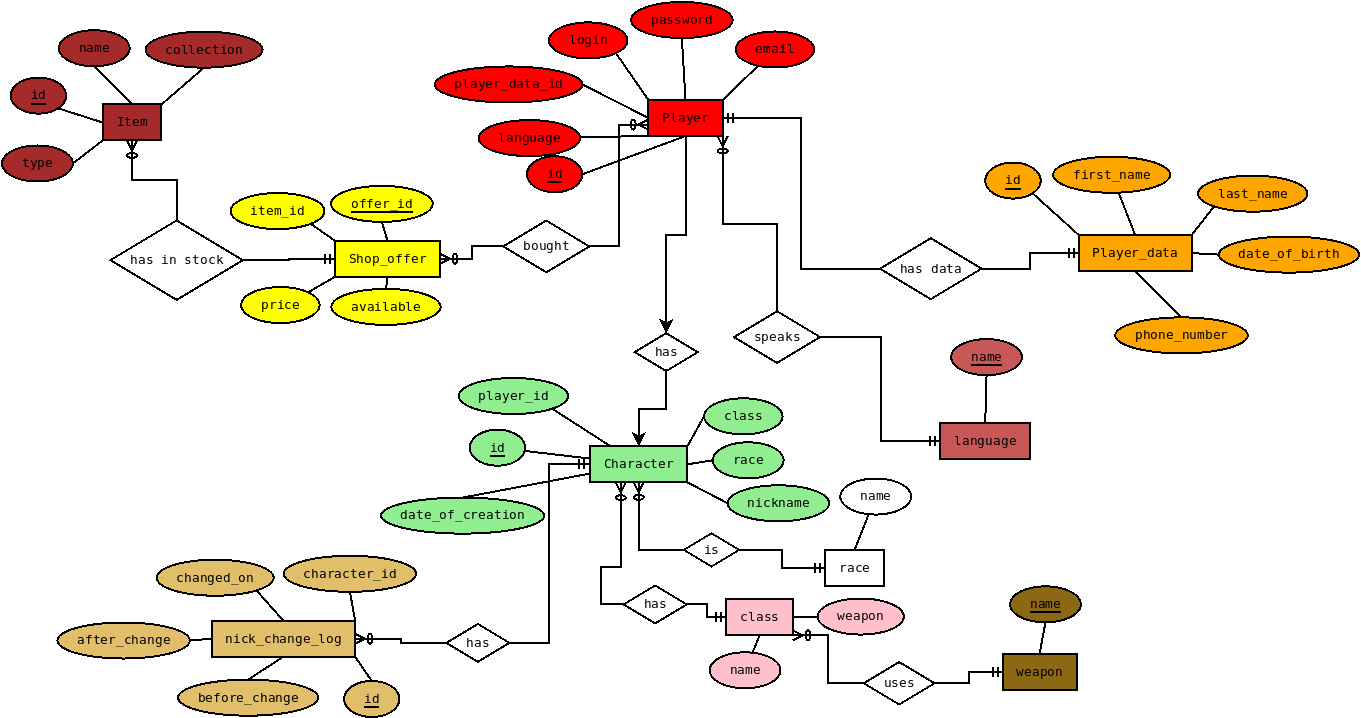 password
login
name
collection
email
player_data_id
id
Item
Player
language
type
id
first_name
id
last_name
item_id
offer_id
bought
Player_data
date_of_birth
has in stock
Shop_offer
has data
price
available
phone_number
speaks
has
name
player_id
class
language
id
Character
race
name
nickname
date_of_creation
is
race
changed_on
character_id
has
class
weapon
name
after_change
nick_change_log
has
name
weapon
uses
before_change
id